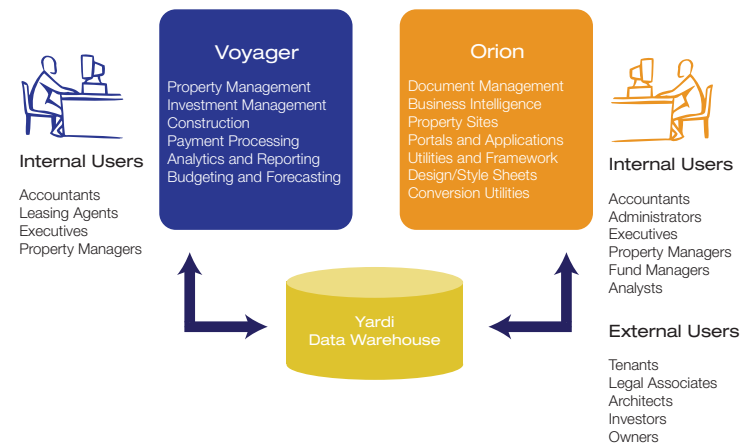 Voyager
Property Management
Investment Management
Construction
Payment Processing
Analytics and Reporting
Budgeting and Forecasting
Orion
Document Management
Business Intelligence
Property Sites
Portals and Applications
Utilities and Framework
Design/Style Sheets
Conversion Utilities
Internal Users
Accountants
Leasing Agents
Executives
Property Managers
Internal Users
Accountants
Administrators
Executives
Property Managers
Fund Managers
Analysts
External Users
Tenants
Legal Associates
Architects
Investors
Owners
Yardi
Data Warehouse